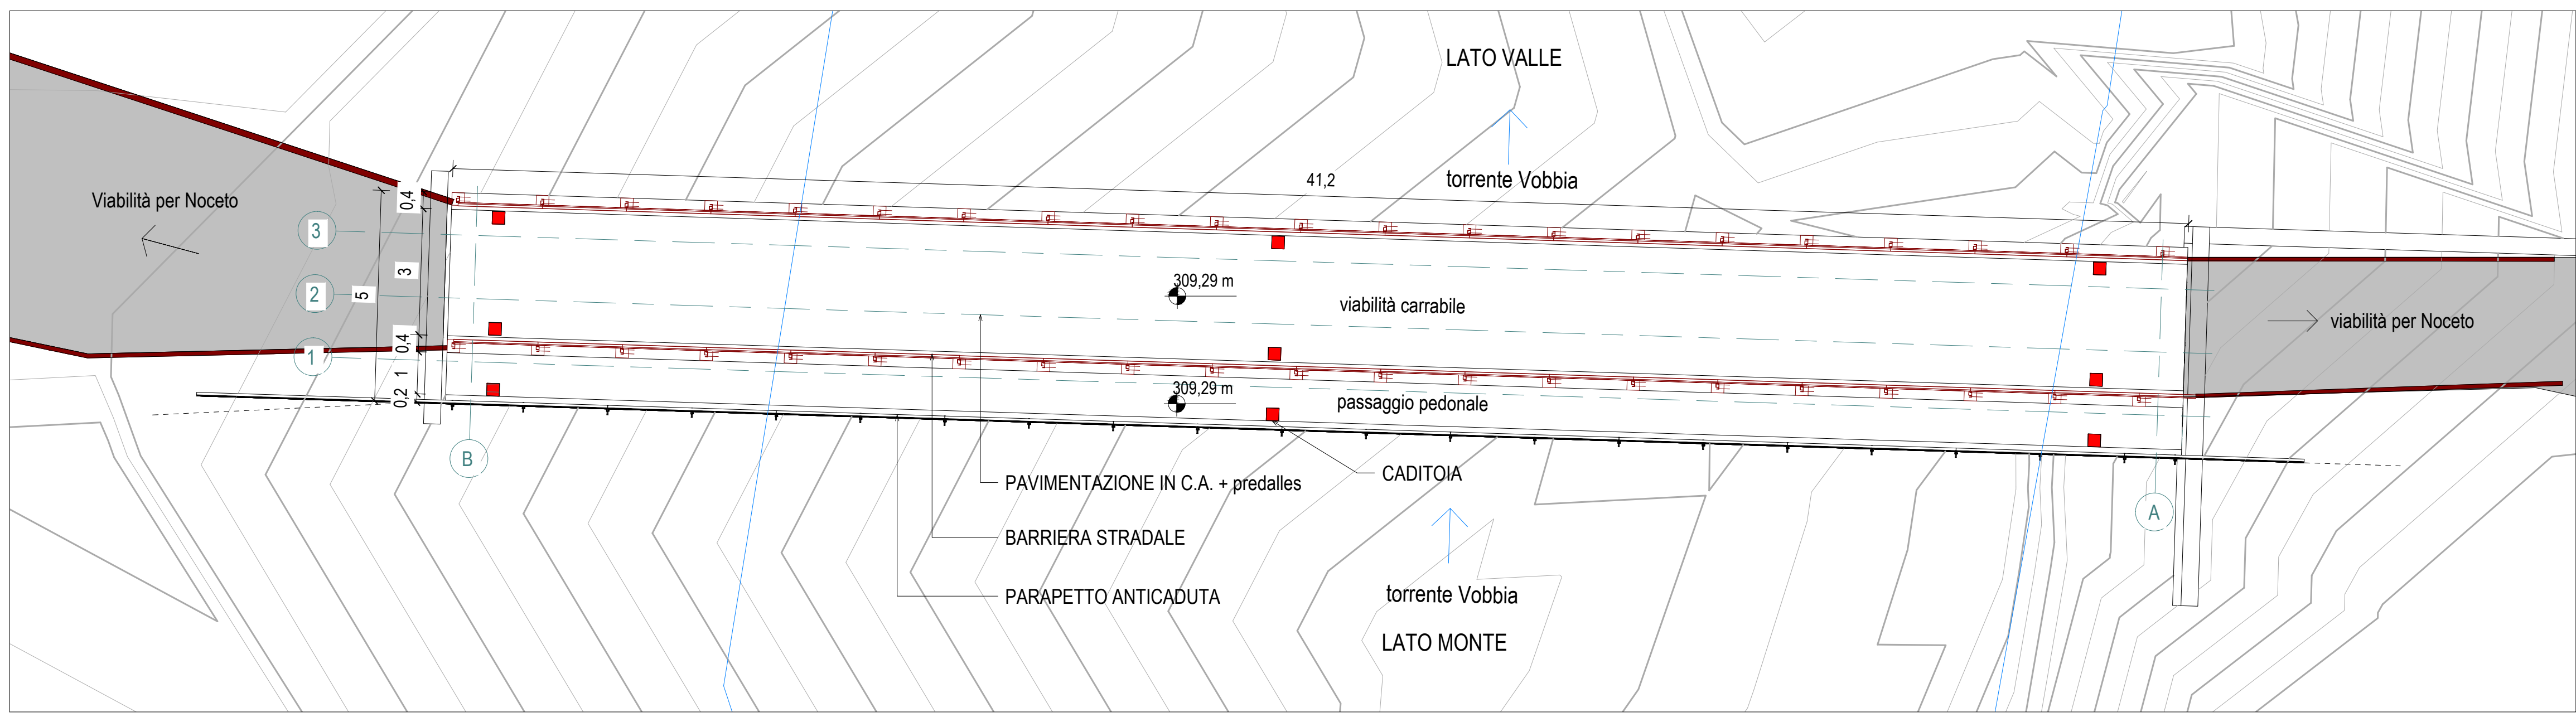 LATO VALLE
torrente Vobbia
41,2
Viabilità per Noceto
0,4
3
3
5
2
0,4
1
1
0,2
309,29 m
viabilità carrabile
viabilità per Noceto
309,29 m
passaggio pedonale
B
A
PAVIMENTAZIONE IN C.A. + predalles
CADITOIA
BARRIERA STRADALE
PARAPETTO ANTICADUTA
torrente Vobbia
LATO MONTE